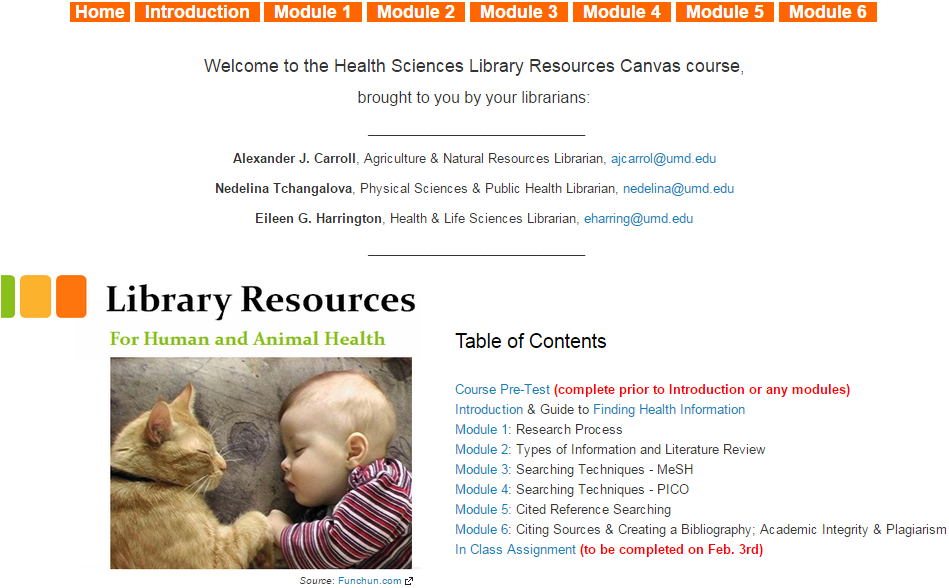 Home Introduction Module 1 Module 2 Module 3 Module 4 Module 5 Module 6
Welcome to the Health Sciences Library Resources Canvas course,
brought to you by your librarians:
Alexander J. Carroll, Agriculture & Natural Resources Librarian, ajcarrol@umd.edu
Nedelina Tchangalova, Physical Sciences & Public Health Librarian, nedelina@umd.edu
Eileen G. Harrington, Health & Life Sciences Librarian, eharring@umd.edu
Library Resources
For Human and Animal Health
Source: Funchun.com
Table of Contents
Course Pre-Test (complete prior to Introduction or any modules)
Introduction & Guide to Finding Health Information
Module 1: Research Process
Module 2: Types of Information and Literature Review
Module 3: Searching Techniques - MeSH
Module 4: Searching Techniques - PICO
Module 5: Cited Reference Searching
Module 6: Citing Sources & Creating a Bibliography; Academic Integrity & Plagiarism
In Class Assignment (to be completed on Feb. 3rd)